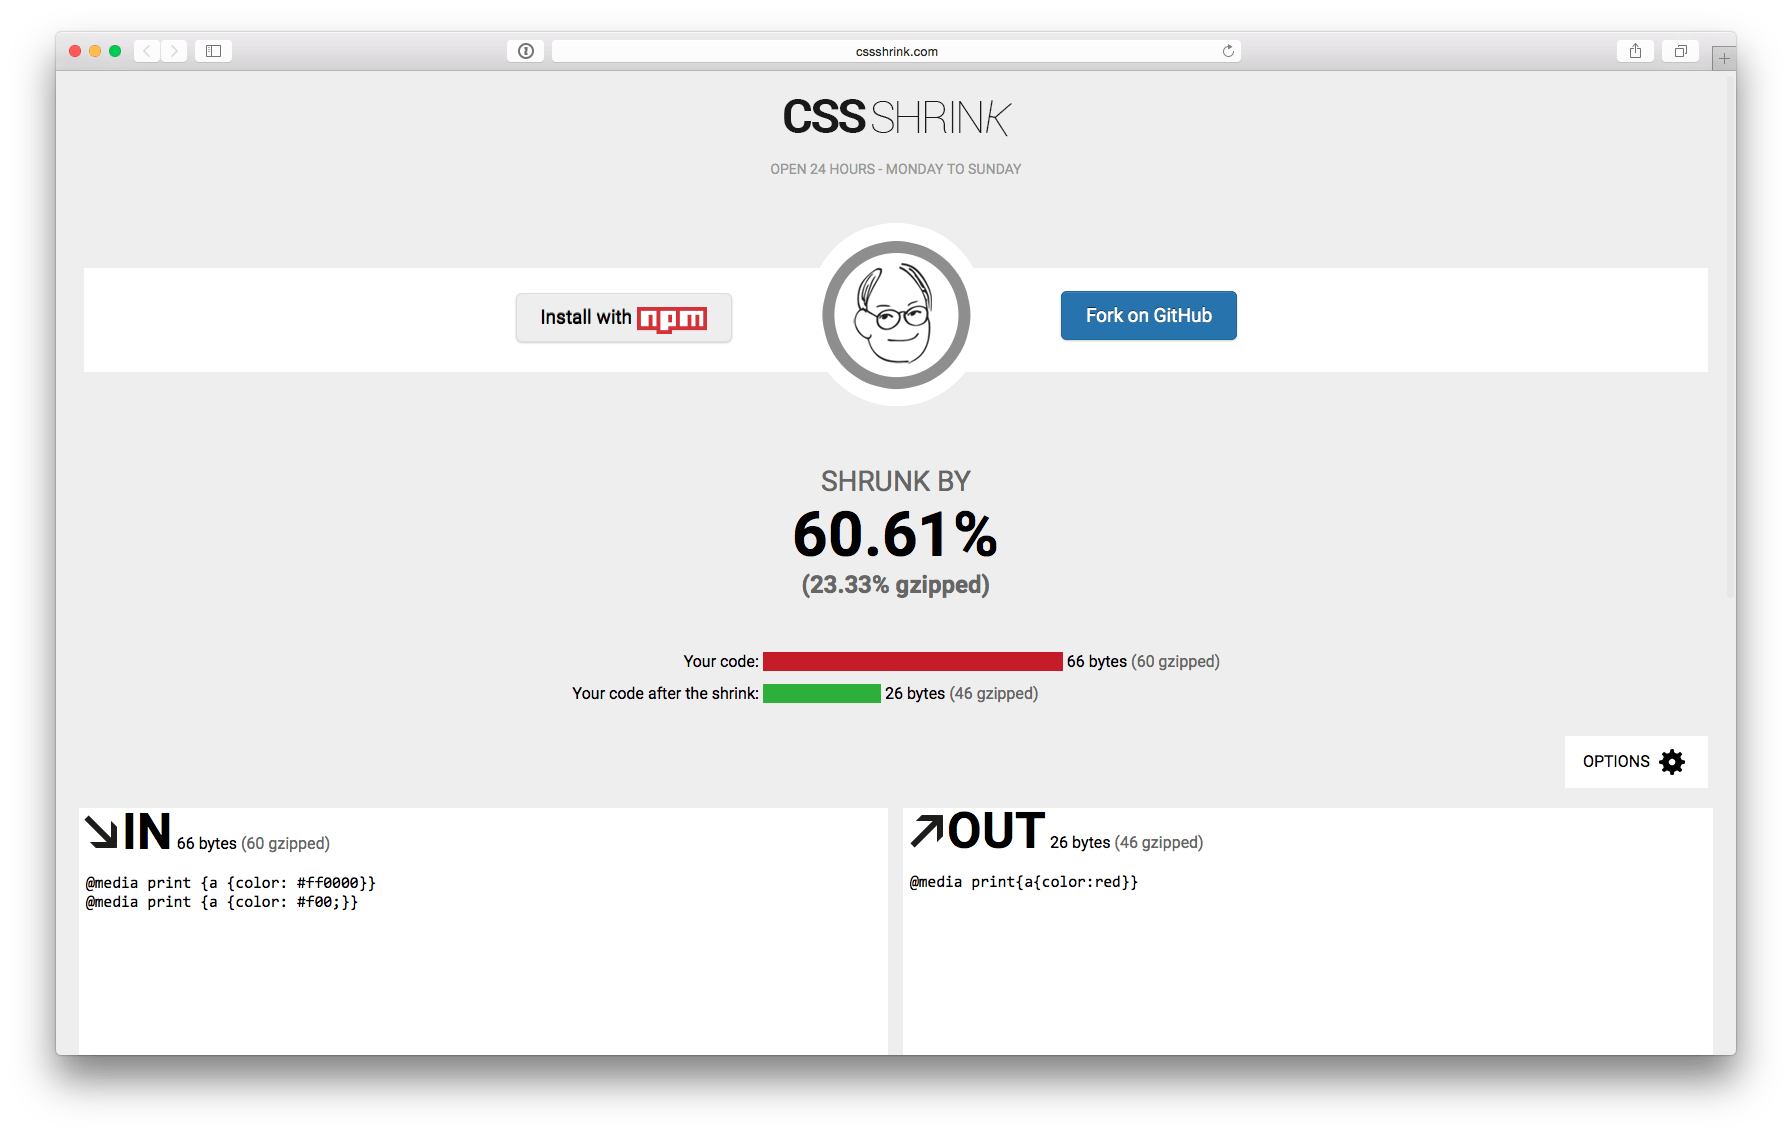 cssshrink.com
CSS SHRINK
OPEN 24 HOURS - MONDAY TO SUNDAY
Install with npm
Fork on GitHub
SHRUNK BY
60.61%
(23.33% gzipped)
Your code: 66 bytes (60 gzipped)
Your code after the shrink: 26 bytes (46 gzipped)
OPTIONS
IN 66 bytes (60 gzipped)
@media print {a {color: #ff0000}}
@media print {a {color: #f00;}}
OUT 26 bytes (46 gzipped)
@media print{a{color:red}}